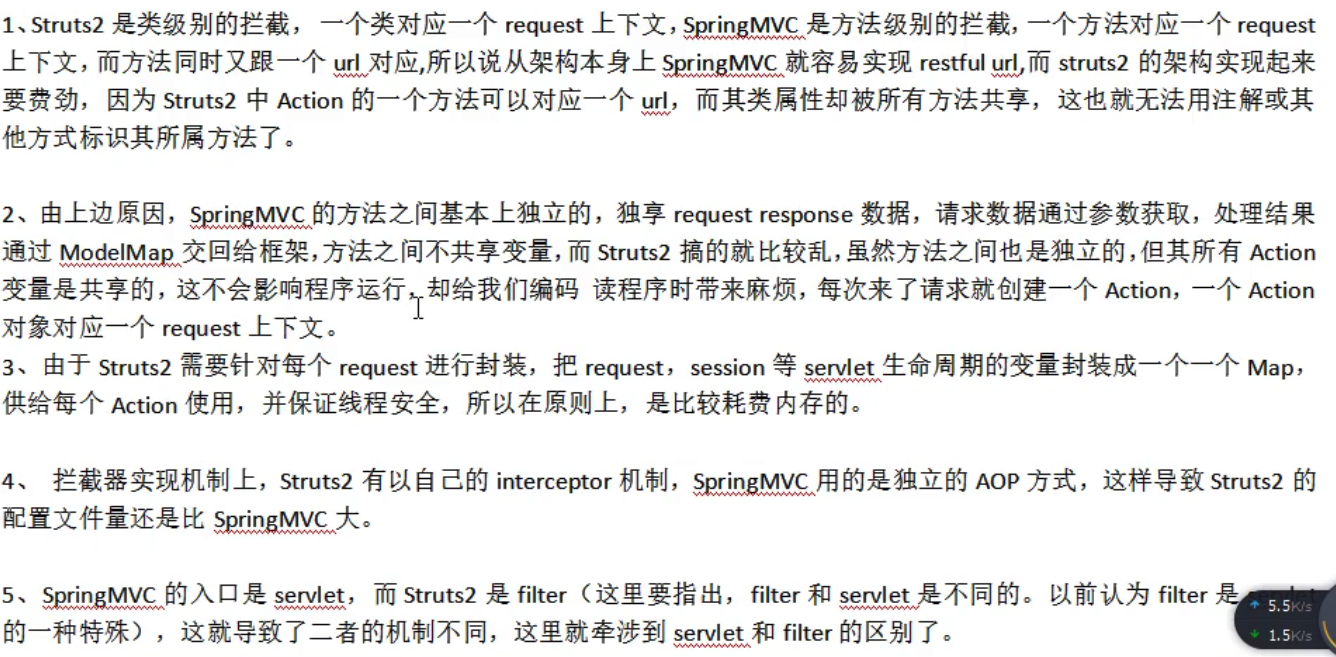 1、Struts2 是类级别的拦截， 一个类对应一个 request 上下文，SpringMVC 是方法级别的拦截，一个方法对应一个 request
上下文，而方法同时又跟一个 url 对应,所以说从架构本身上 SpringMVC 就容易实现 restful url,而 struts2 的架构实现起来
要费劲，因为 Struts2 中 Action 的一个方法可以对应一个 url，而其类属性却被所有方法共享，这也就无法用注解或其
他方式标识其所属方法了。
2、由上边原因，SpringMVC 的方法之间基本上独立的，独享 request response 数据，请求数据通过参数获取，处理结果
通过 ModelMap 交回给框架，方法之间不共享变量，而 Struts2 搞的就比较乱，虽然方法之间也是独立的，但其所有 Action
变量是共享的，这不会影响程序运行，却给我们编码 读程序时带来麻烦，每次来了请求就创建一个 Action，一个 Action
对象对应一个 request 上下文。
3、由于 Struts2 需要针对每个 request 进行封装，把 request，session 等 servlet 生命周期的变量封装成一个一个 Map，
供给每个 Action 使用，并保证线程安全，所以在原则上，是比较耗费内存的。
4、 拦截器实现机制上，Struts2 有以自己的 interceptor 机制，SpringMVC 用的是独立的 AOP 方式，这样导致 Struts2 的
配置文件量还是比 SpringMVC 大。
5、SpringMVC 的入口是 servlet，而 Struts2 是 filter（这里要指出，filter 和 servlet 是不同的。以前认为 filter 是 servlet
的一种特殊），这就导致了二者的机制不同，这里就牵涉到 servlet 和 filter 的区别了。
5.5K/s
1.5K/s